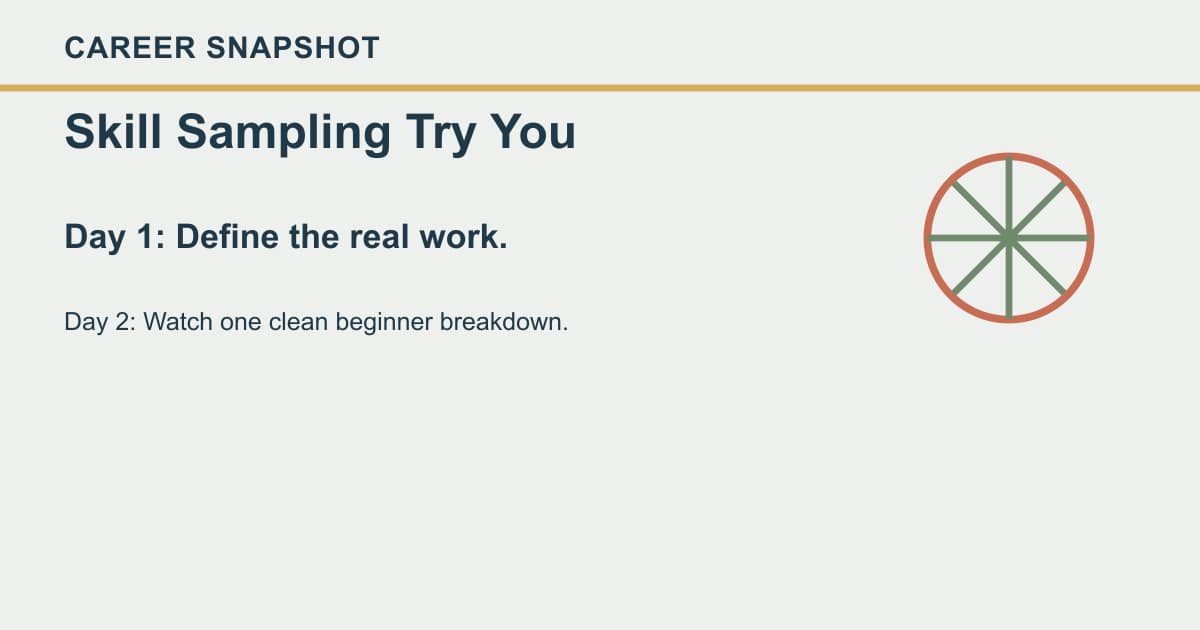 CAREER SNAPSHOT
Skill Sampling Try You
Day 1: Define the real work.
Day 2: Watch one clean beginner breakdown.